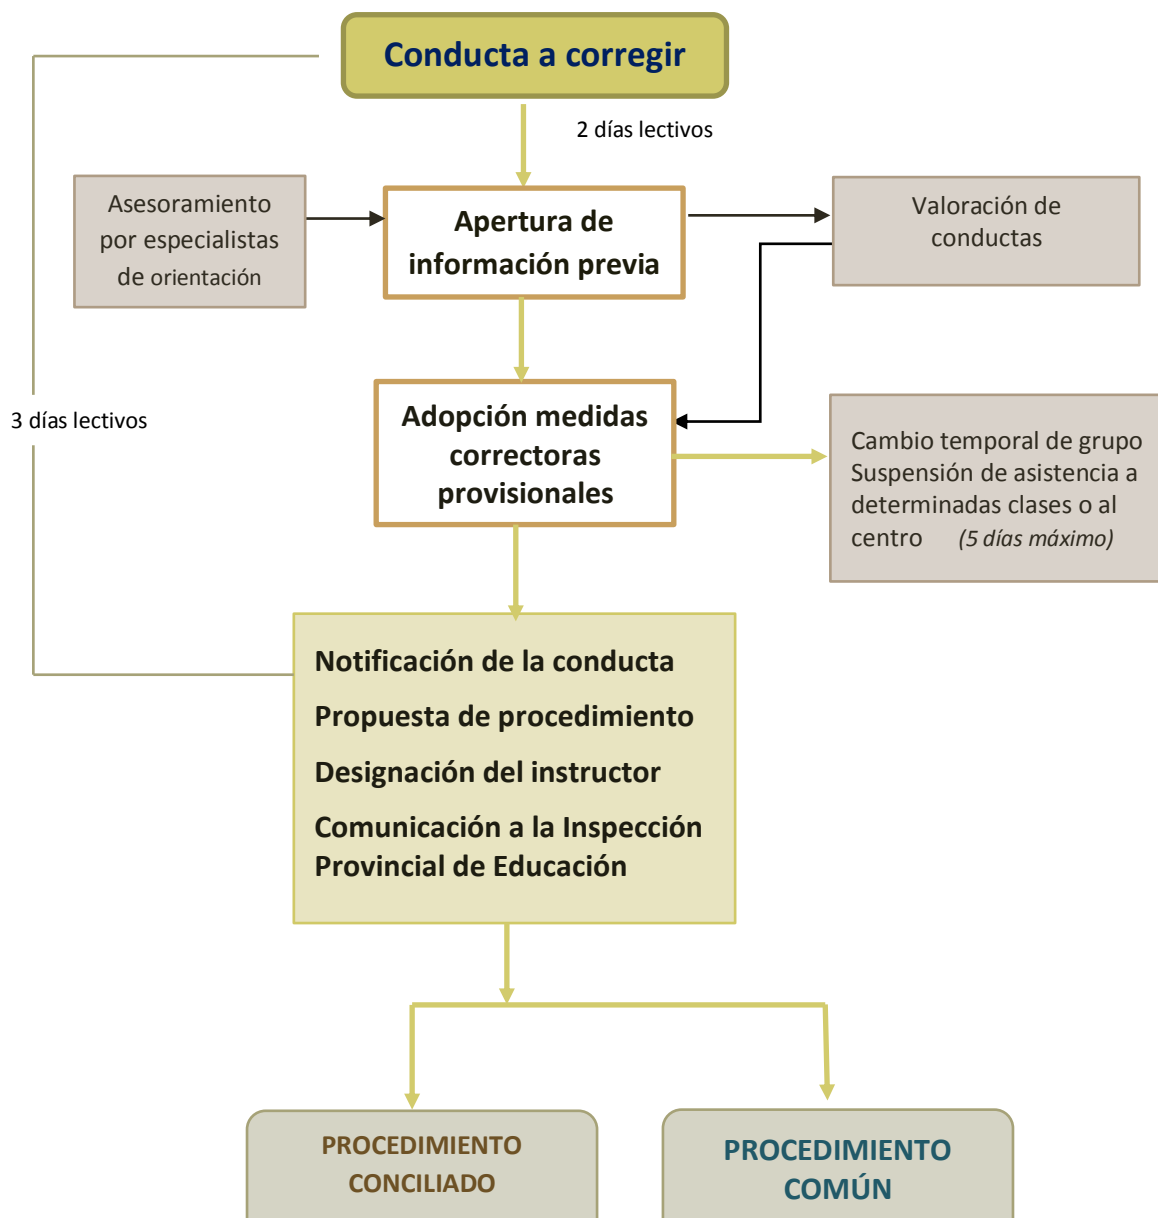 Conducta a corregir
2 días lectivos
Asesoramiento
por especialistas
de orientación
Apertura de
información previa
Valoración de
conductas
3 días lectivos
Adopción medidas
correctoras
provisionales
Cambio temporal de grupo
Suspensión de asistencia a
determinadas clases o al
centro (5 días máximo)
Notificación de la conducta
Propuesta de procedimiento
Designación del instructor
Comunicación a la Inspección
Provincial de Educación
PROCEDIMIENTO
CONCILIADO
PROCEDIMIENTO
COMÚN